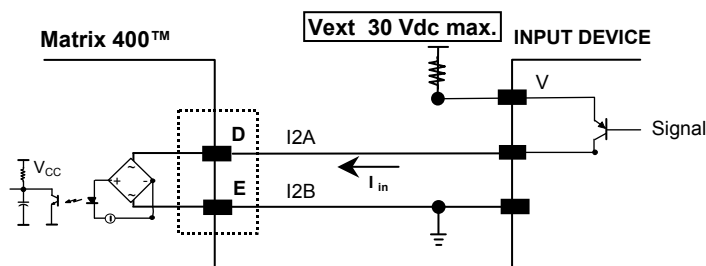 Vext 30 Vdc max.
Matrix 400™
INPUT DEVICE
V
D
I2A
Signal
VCC
I in
E
I2B
+
-
~
~